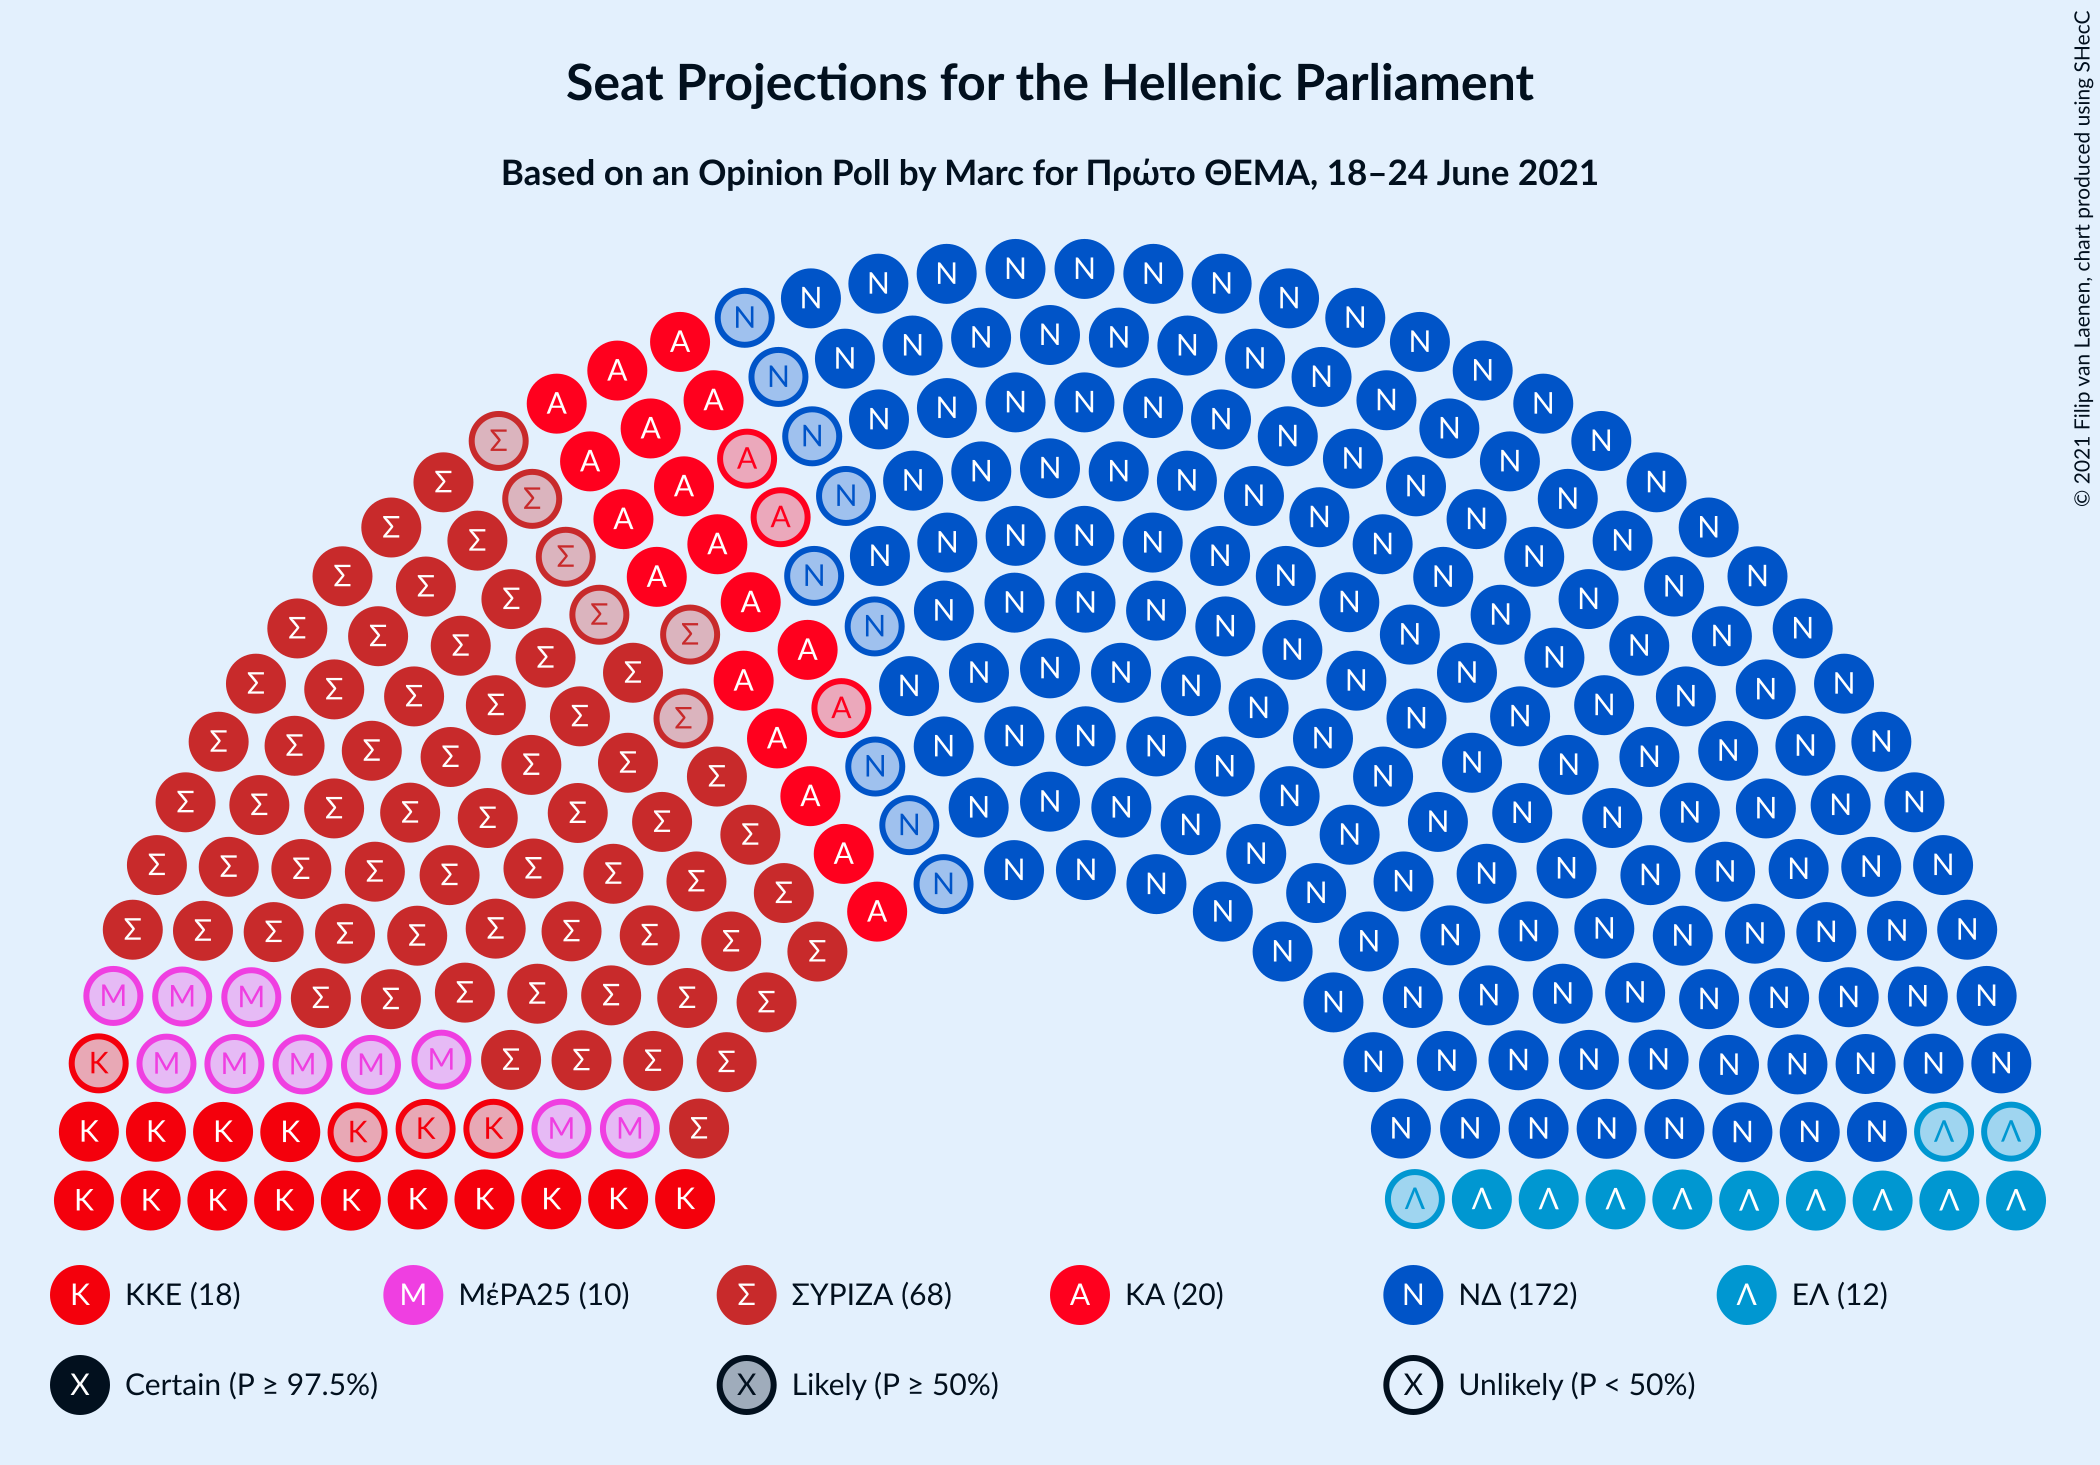 Seat Projections for the Hellenic Parliament
Based on an Opinion Poll by Marc for Πρώτο ΘΕΜΑ, 18–24 June 2021
© 2021 Filip van Laenen, chart produced using SHecC
N N N N N N N N N N
K ΚΚΕ (18)
M ΜέΡΑ25 (10)
Σ ΣΥΡΙΖΑ (68)
A ΚΑ (20)
N ΝΔ (172)
Λ ΕΛ (12)
X Certain (P ≥ 97.5%)
X Likely (P ≥ 50%)
X Unlikely (P < 50%)